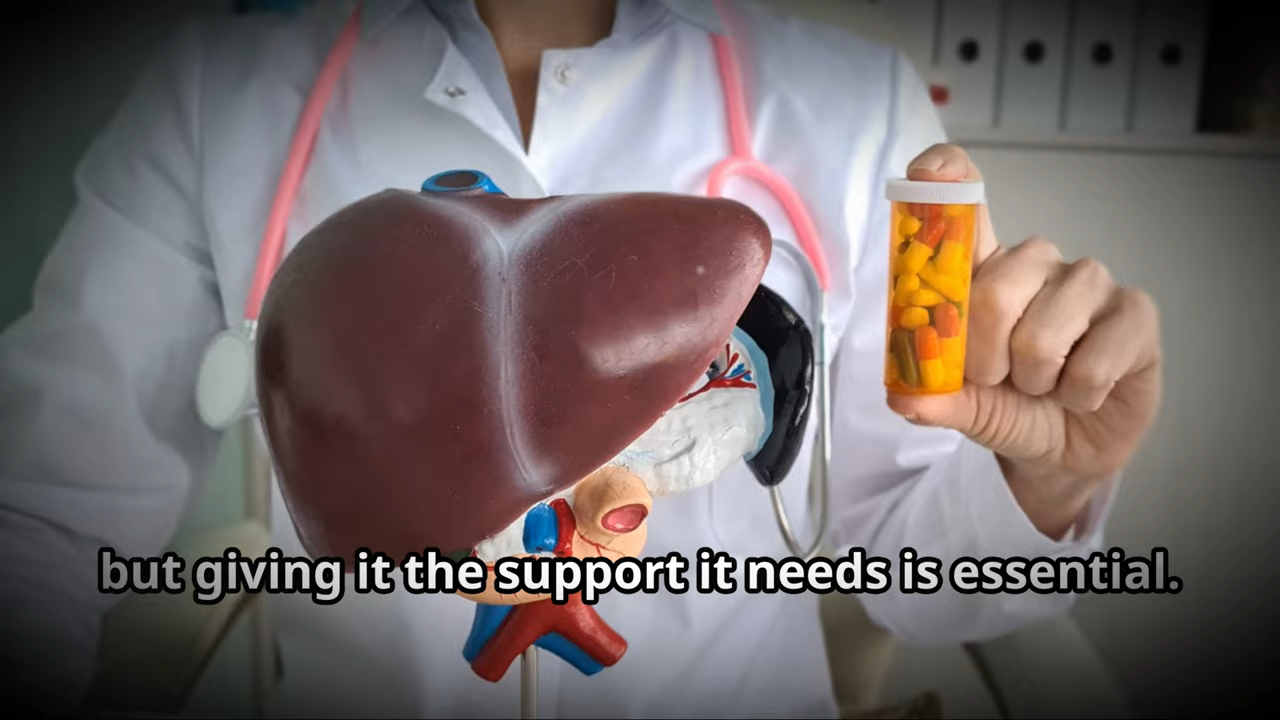 but giving it the support it needs is essential.